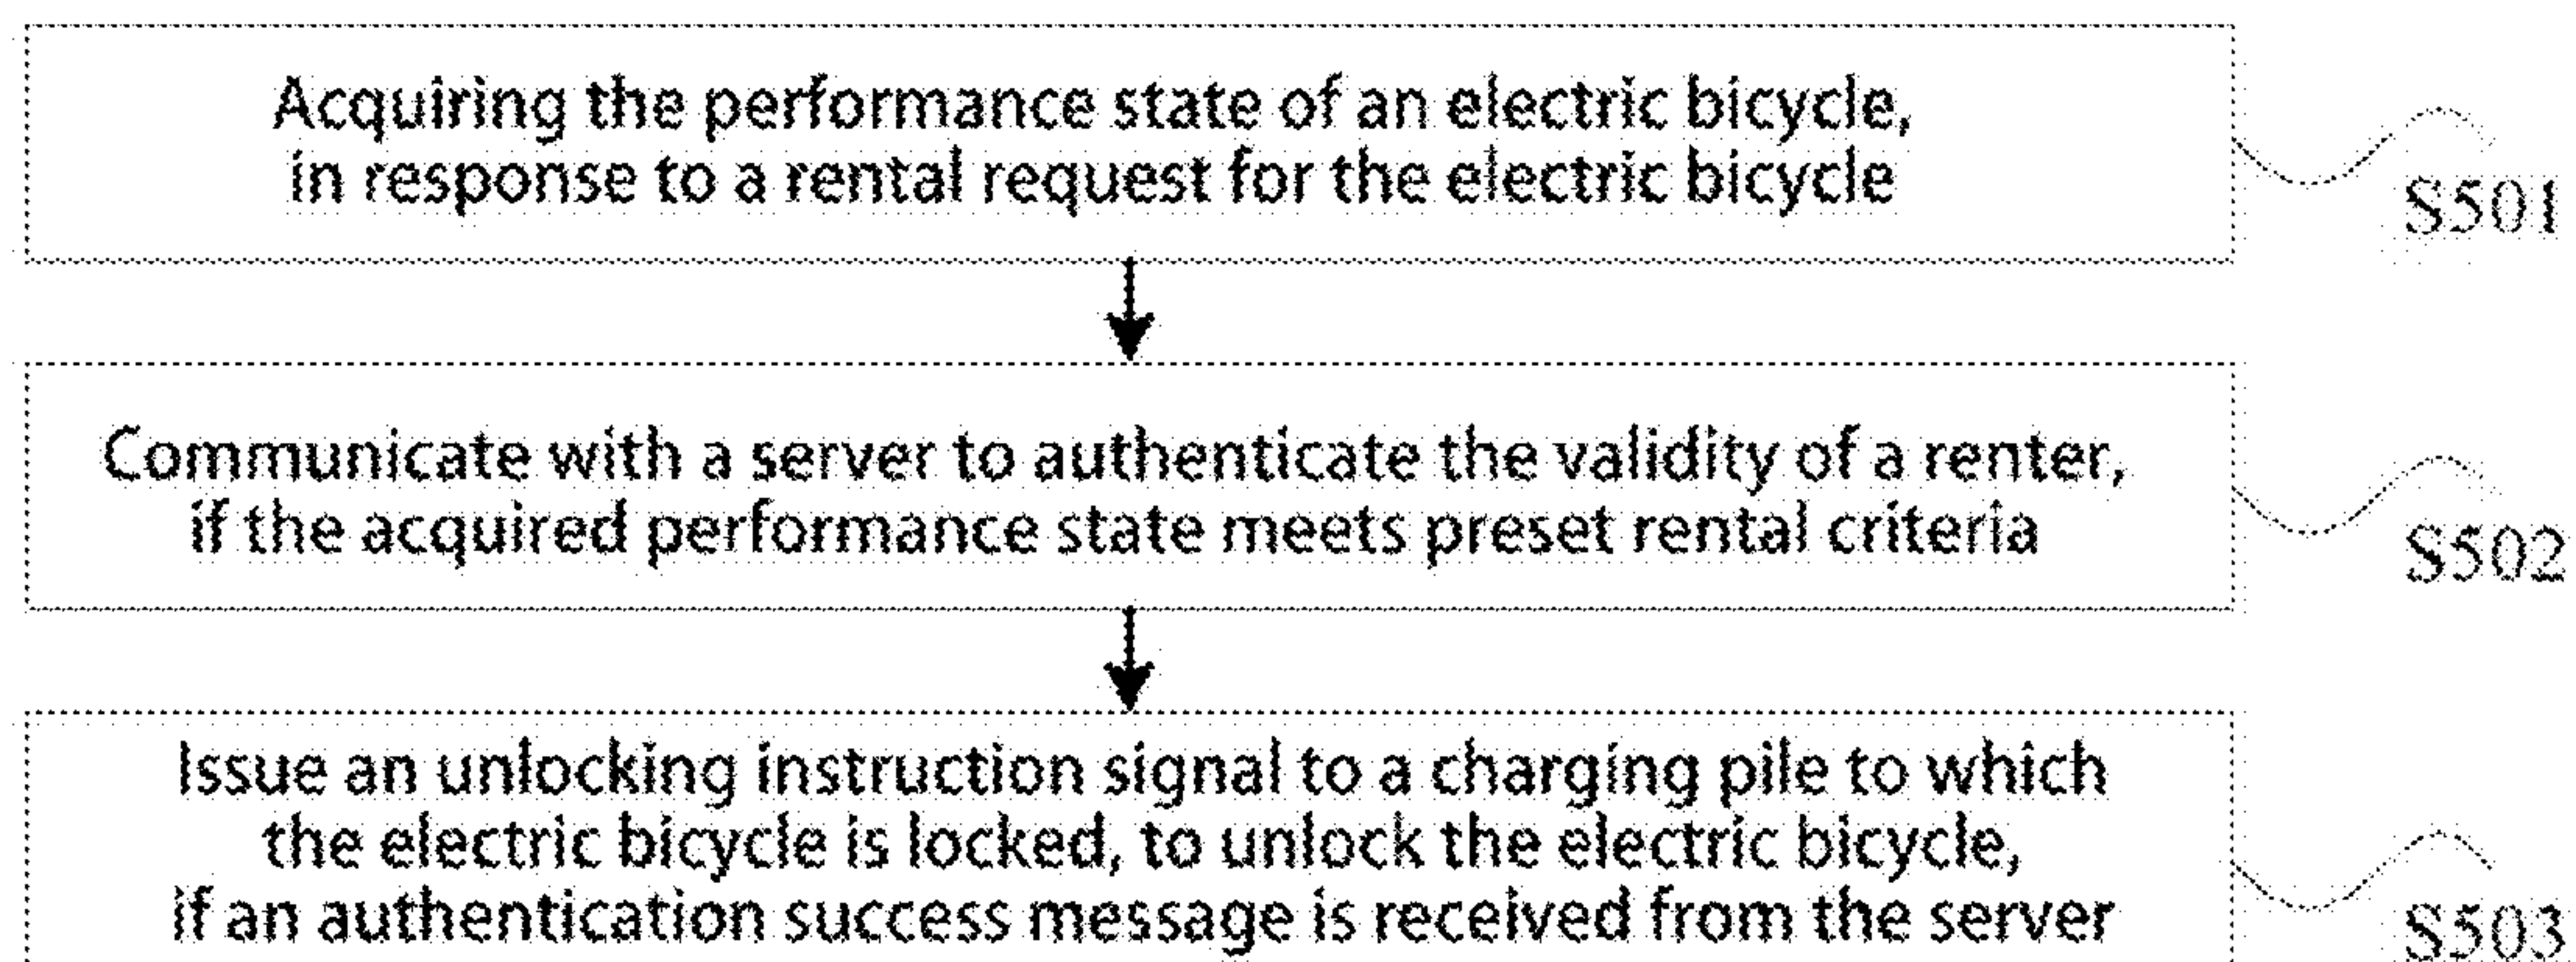 Acquiring the performance state of an electric bicycle,
in response to a rental request for the electric bicycle
S501
Communicate with a server to authenticate the validity of a renter,
if the acquired performance state meets preset rental criteria
S502
Issue an unlocking instruction signal to a charging pile to which
the electric bicycle is locked, to unlock the electric bicycle,
if an authentication success message is received from the server
S503